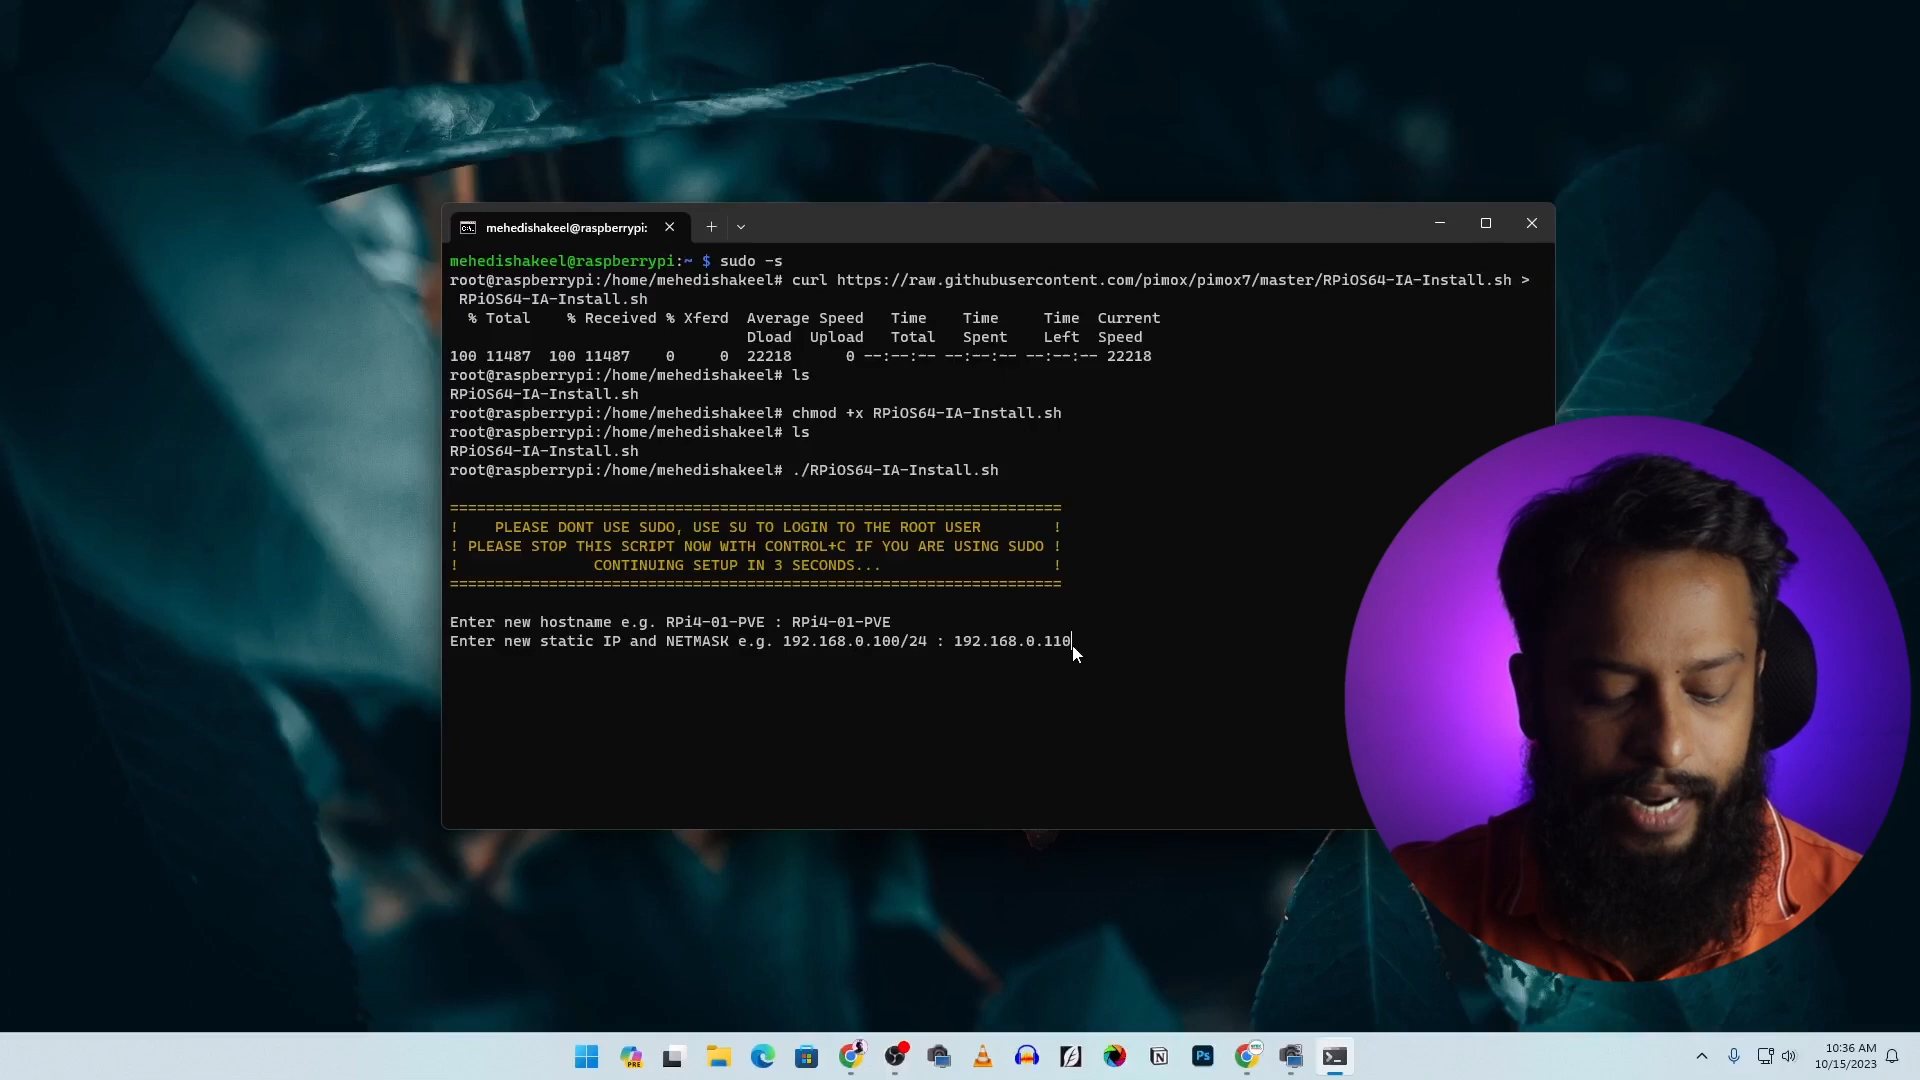 mehedishakeel@raspberrypi:
mehedishakeel@raspberrypi:~ $ sudo -s
root@raspberrypi:/home/mehedishakeel# curl https://raw.githubusercontent.com/pimox/pimox7/master/RPiOS64-IA-Install.sh >
RPiOS64-IA-Install.sh
% Total % Received % Xferd Average Speed Time Time Time Current
Dload Upload Total Spent Left Speed
100 11487 100 11487 0 0 22218 0 --:--:-- --:--:-- --:--:-- 22218
root@raspberrypi:/home/mehedishakeel# ls
RPiOS64-IA-Install.sh
root@raspberrypi:/home/mehedishakeel# chmod +x RPiOS64-IA-Install.sh
root@raspberrypi:/home/mehedishakeel# ls
RPiOS64-IA-Install.sh
root@raspberrypi:/home/mehedishakeel# ./RPiOS64-IA-Install.sh
====================================================================
! PLEASE DONT USE SUDO, USE SU TO LOGIN TO THE ROOT USER !
! PLEASE STOP THIS SCRIPT NOW WITH CONTROL+C IF YOU ARE USING SUDO !
! CONTINUING SETUP IN 3 SECONDS... !
====================================================================
Enter new hostname e.g. RPi4-01-PVE : RPi4-01-PVE
Enter new static IP and NETMASK e.g. 192.168.0.100/24 : 192.168.0.110
PRE
Ps
10:36 AM
10/15/2023